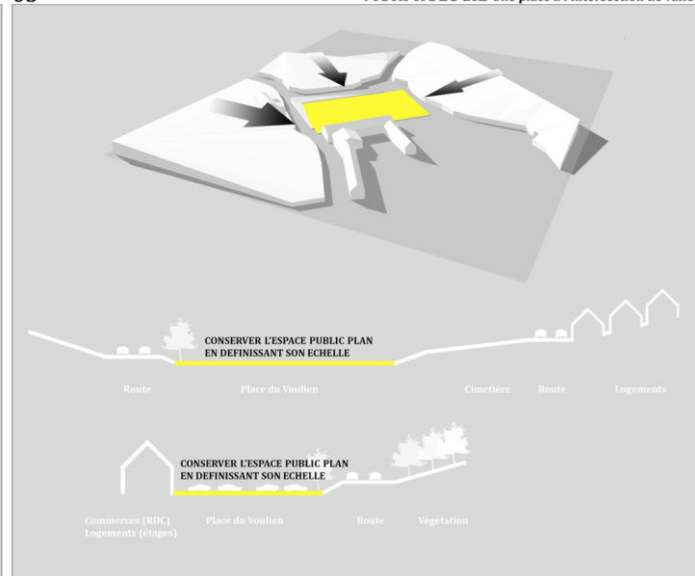 CONSERVER L'ESPACE PUBLIC PLAN
EN DEFINISSANT SON ECHELLE
Route Place du Voulien Cimetière Route Logements
CONSERVER L'ESPACE PUBLIC PLAN
EN DEFINISSANT SON ECHELLE
Commerces (RDC) Place du Voulien Route Végétation
Logements (étages)